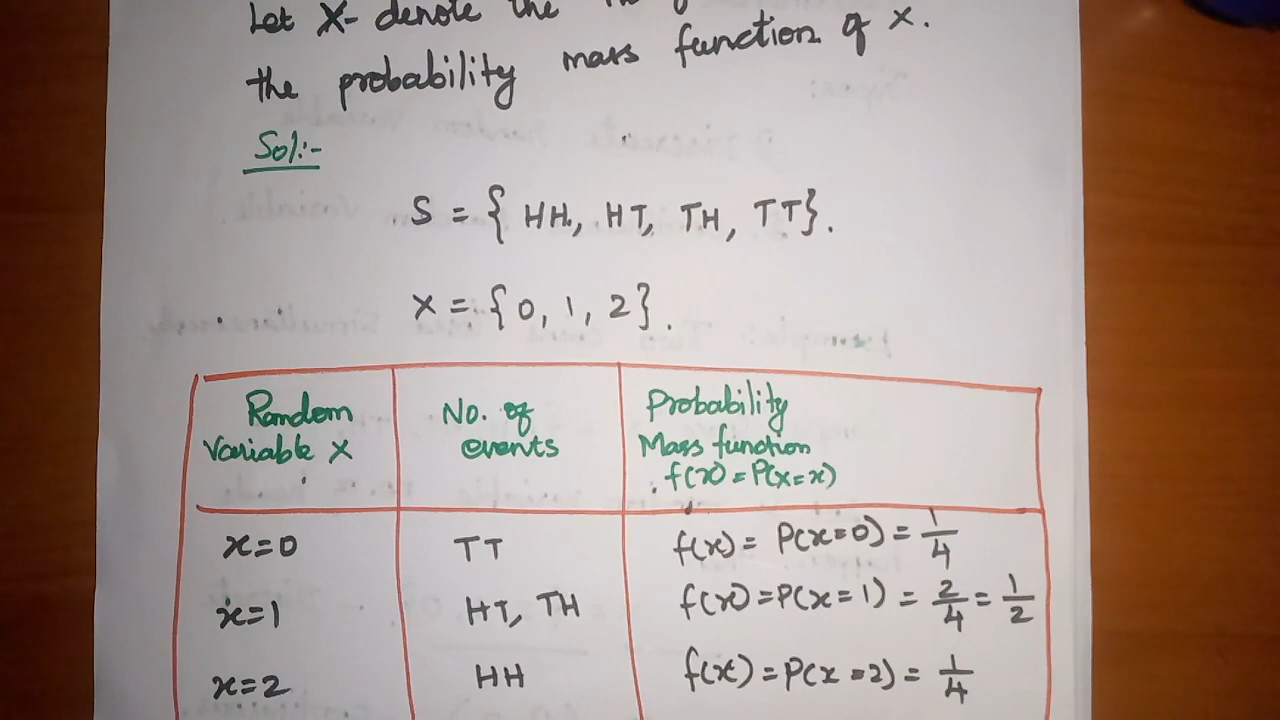 Let X- denote the
the probability mass function of X.
Sol:-
S = { HH, HT, TH, TT}.
X = {0, 1, 2}.
Random Variable X
No. of events
Probability Mass function f(x) = P(X=x)
x=0 TT f(x) = P(x=0) = 1/4
x=1 HT, TH f(x) = P(x=1) = 2/4 = 1/2
x=2 HH f(x) = P(x=2) = 1/4